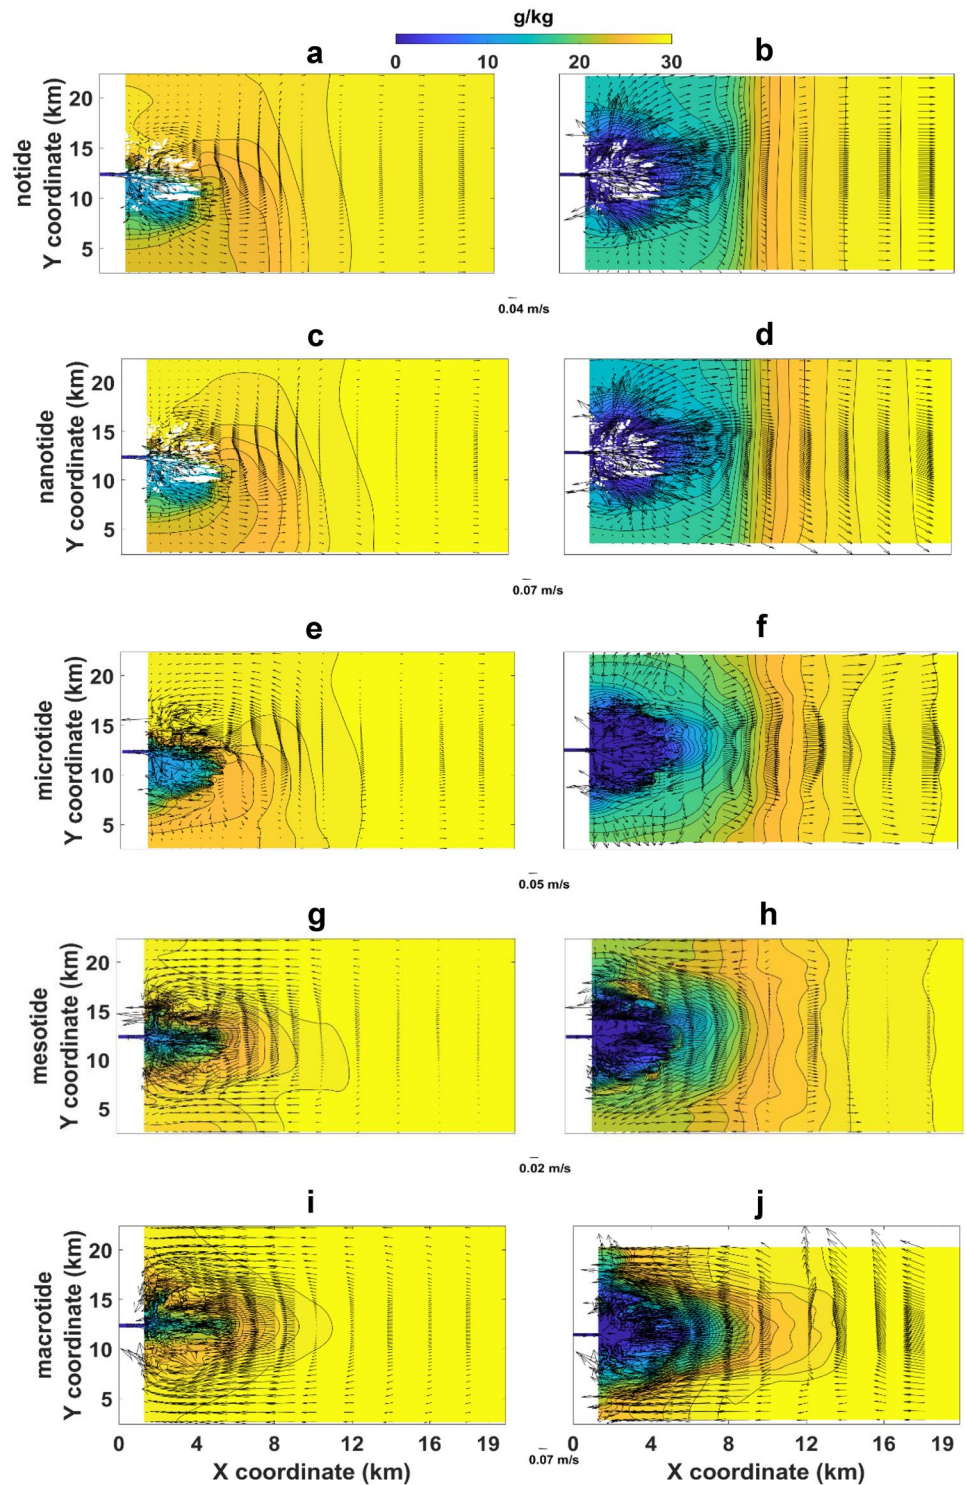 g/kg
0 10 20 30
a b
notide
Y coordinate (km)
20
15
10
5
0.04 m/s
c d
nanotide
Y coordinate (km)
20
15
10
5
0.07 m/s
e f
microtide
Y coordinate (km)
20
15
10
5
0.05 m/s
g h
mesotide
Y coordinate (km)
20
15
10
5
0.02 m/s
i j
macrotide
Y coordinate (km)
20
15
10
5
0 4 8 12 16 19
0.07 m/s
0 4 8 12 16 19
X coordinate (km) X coordinate (km)